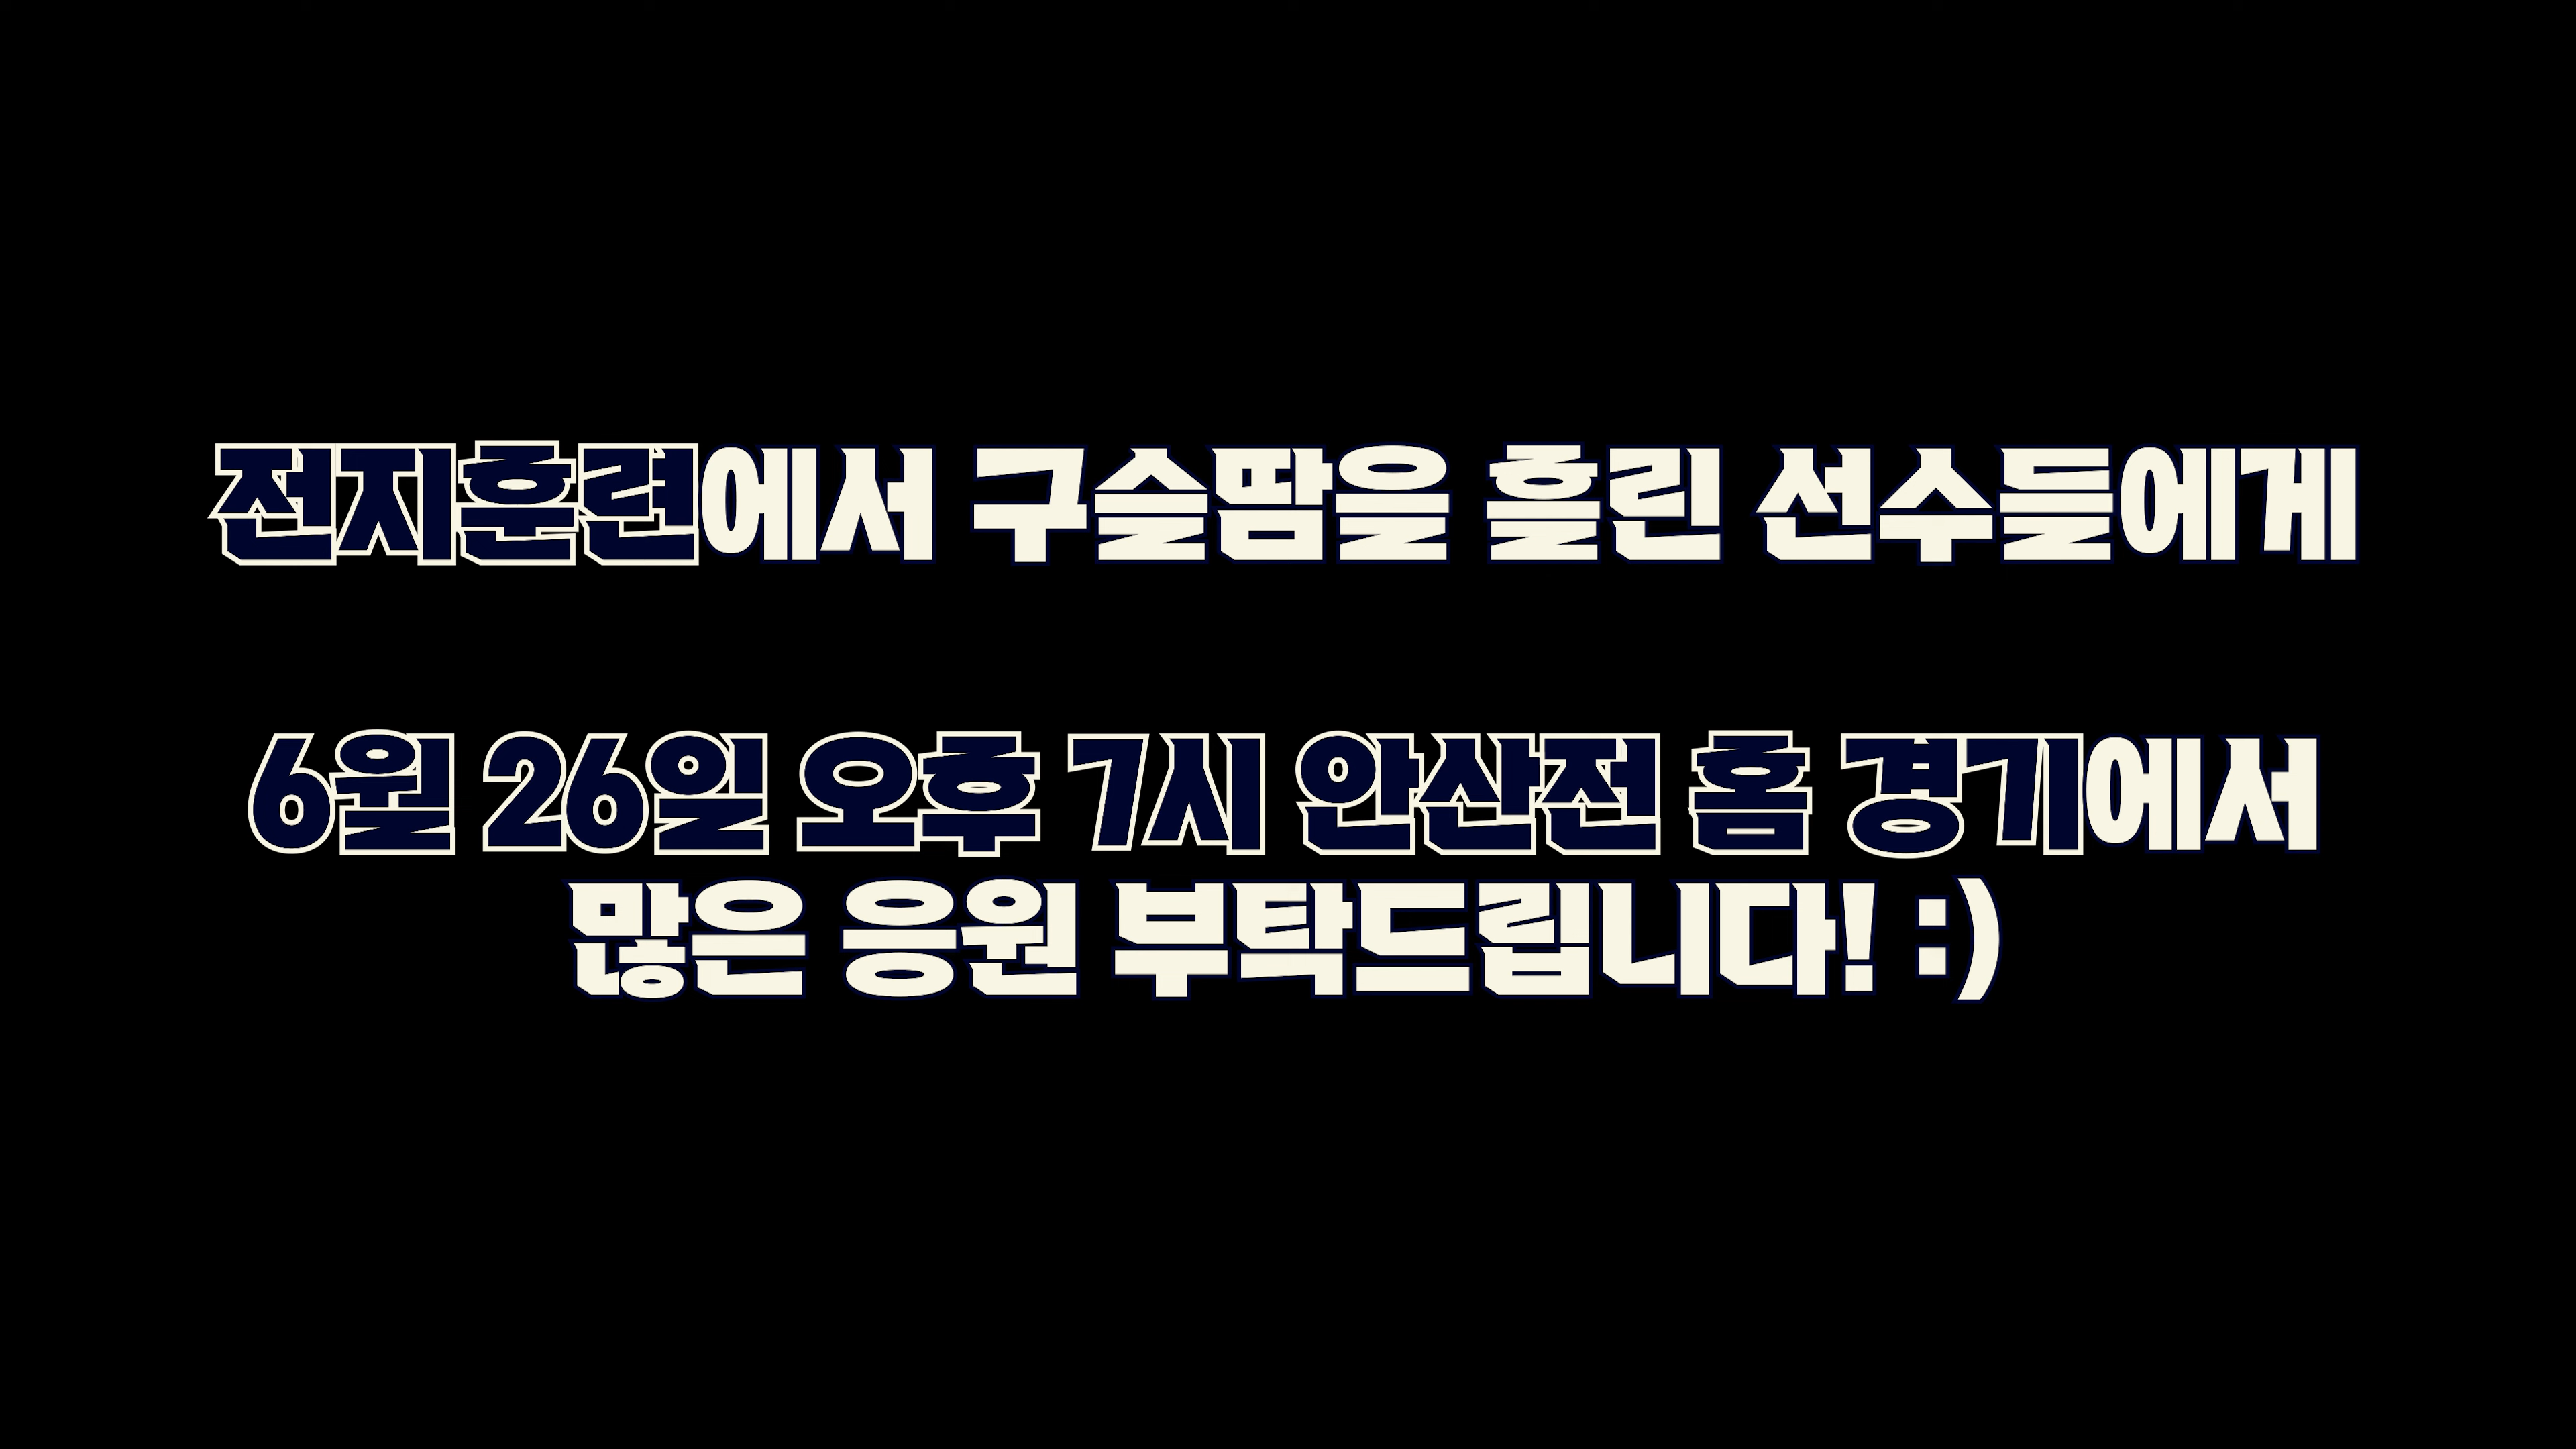 전지훈련에서 구슬땀을 흘린 선수들에게
6월 26일 오후 7시 안산전 홈 경기에서
많은 응원 부탁드립니다! :)